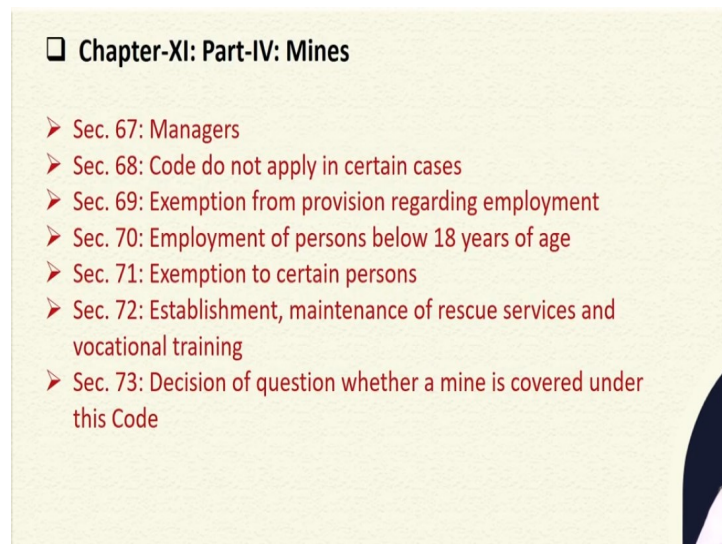 Chapter-XI: Part-IV: Mines
Sec. 67: Managers
Sec. 68: Code do not apply in certain cases
Sec. 69: Exemption from provision regarding employment
Sec. 70: Employment of persons below 18 years of age
Sec. 71: Exemption to certain persons
Sec. 72: Establishment, maintenance of rescue services and
vocational training
Sec. 73: Decision of question whether a mine is covered under
this Code